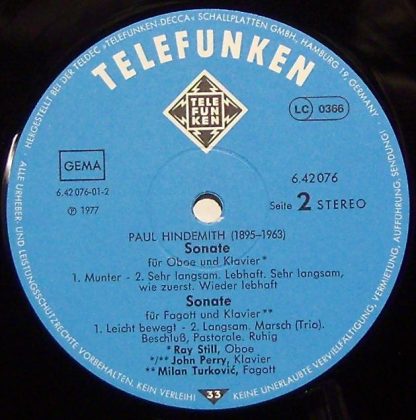 HERGESTELLT BEI DER TELDEC »TELEFUNKEN-DECCA« SCHALLPLATTEN GMBH., HAMBURG 19, GERMANY ·
TELEFUNKEN
TELE
FUN
KEN
LC 0366
GEMA
6.42 076-01-2
6.42 076
℗ 1977
Seite 2 STEREO
PAUL HINDEMITH (1895–1963)
Sonate
für Oboe und Klavier*
1. Munter - 2. Sehr langsam. Lebhaft. Sehr langsam,
wie zuerst. Wieder lebhaft
Sonate
für Fagott und Klavier**
1. Leicht bewegt - 2. Langsam. Marsch (Trio).
Beschluß, Pastorale. Ruhig
*Ray Still, Oboe
*/**John Perry, Klavier
**Milan Turković, Fagott
ALLE URHEBER- UND LEISTUNGSSCHUTZRECHTE VORBEHALTEN. KEIN VERLEIH!
33
KEINE UNERLAUBTE VERVIELFÄLTIGUNG, VERMIETUNG, AUFFÜHRUNG, SENDUNG!